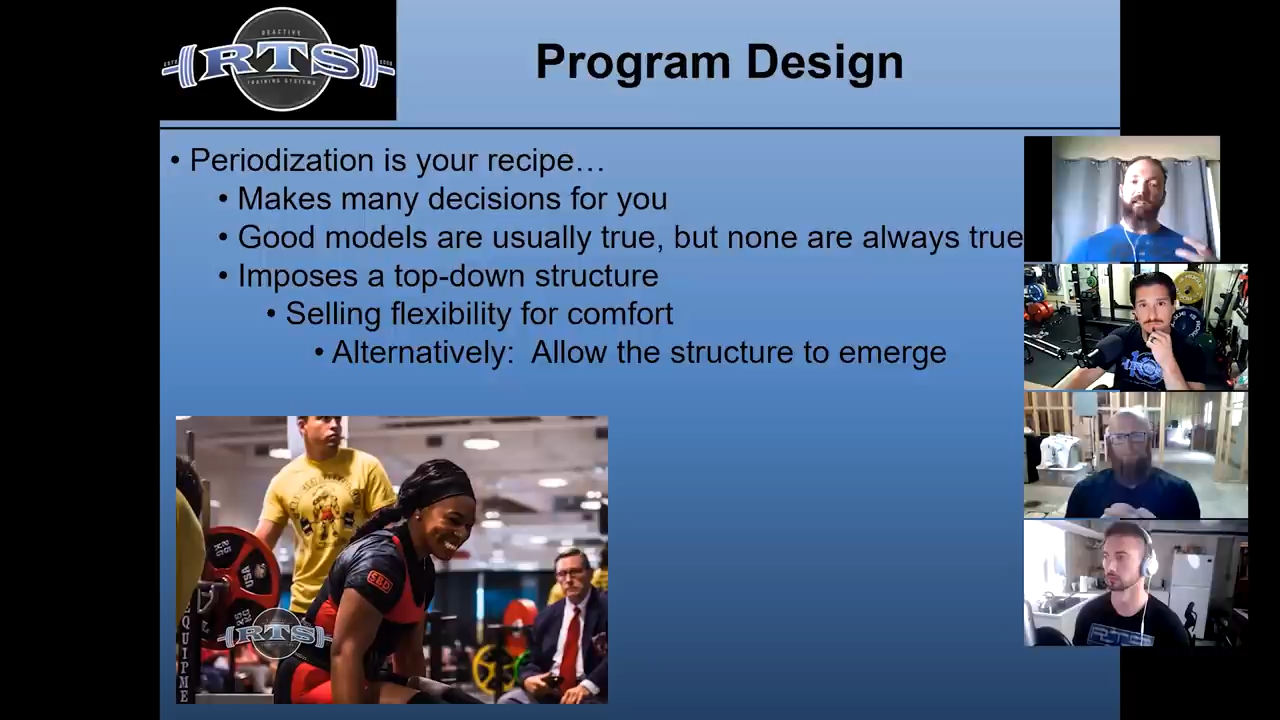 REACTIVE
RTS
TRAINING SYSTEMS
Program Design
• Periodization is your recipe…
• Makes many decisions for you
• Good models are usually true, but none are always true
• Imposes a top-down structure
• Selling flexibility for comfort
• Alternatively: Allow the structure to emerge
SBD
USA
RTS
EQUIPME
RTS